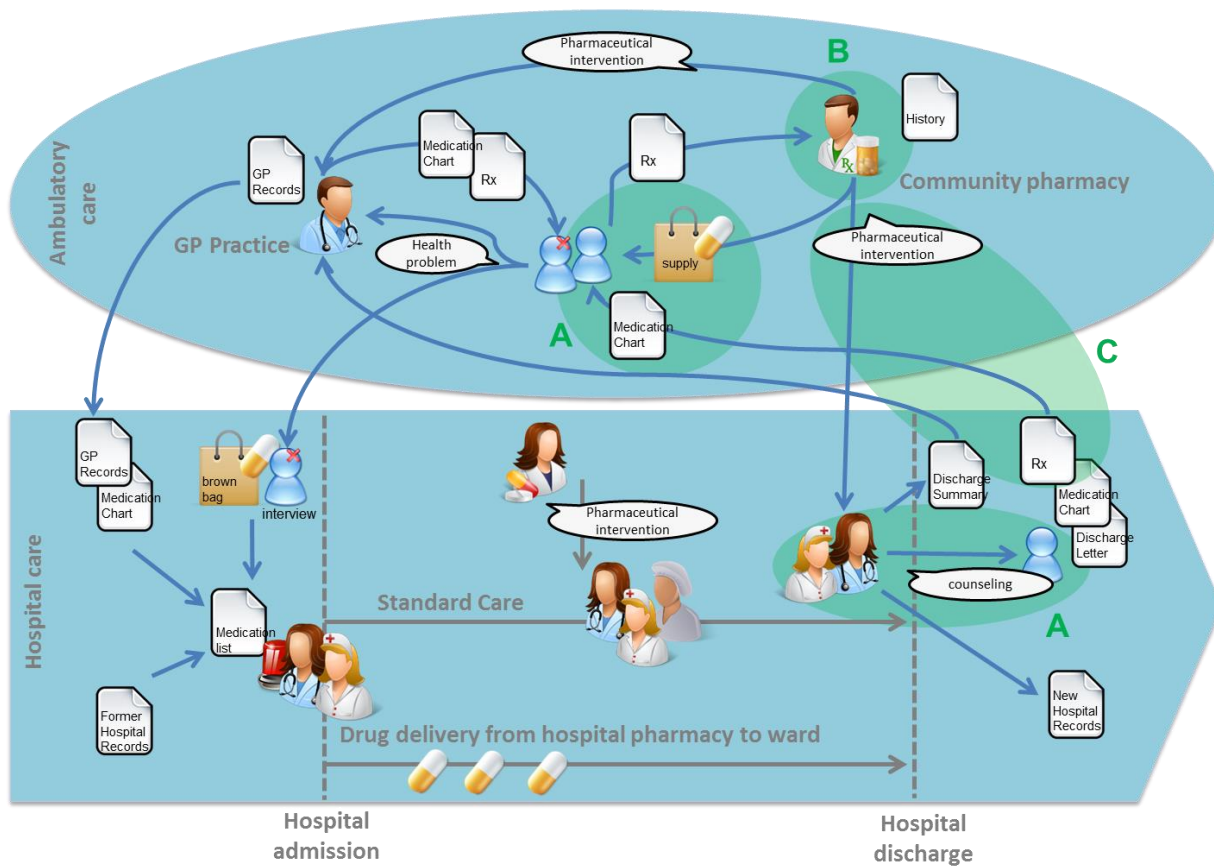 Pharmaceutical
intervention
B
History
Medication
Chart
Rx
Rx
GP
Records
Ambulatory
care
GP Practice
Community pharmacy
Rx
Health
problem
supply
Pharmaceutical
intervention
A
Medication
Chart
C
GP
Records
Medication
Chart
brown
bag
interview
Pharmaceutical
intervention
Discharge
Summary
Rx
Medication
Chart
Discharge
Letter
counseling
Hospital care
Standard Care
A
Medication
list
Former
Hospital
Records
New
Hospital
Records
Drug delivery from hospital pharmacy to ward
Hospital
admission
Hospital
discharge